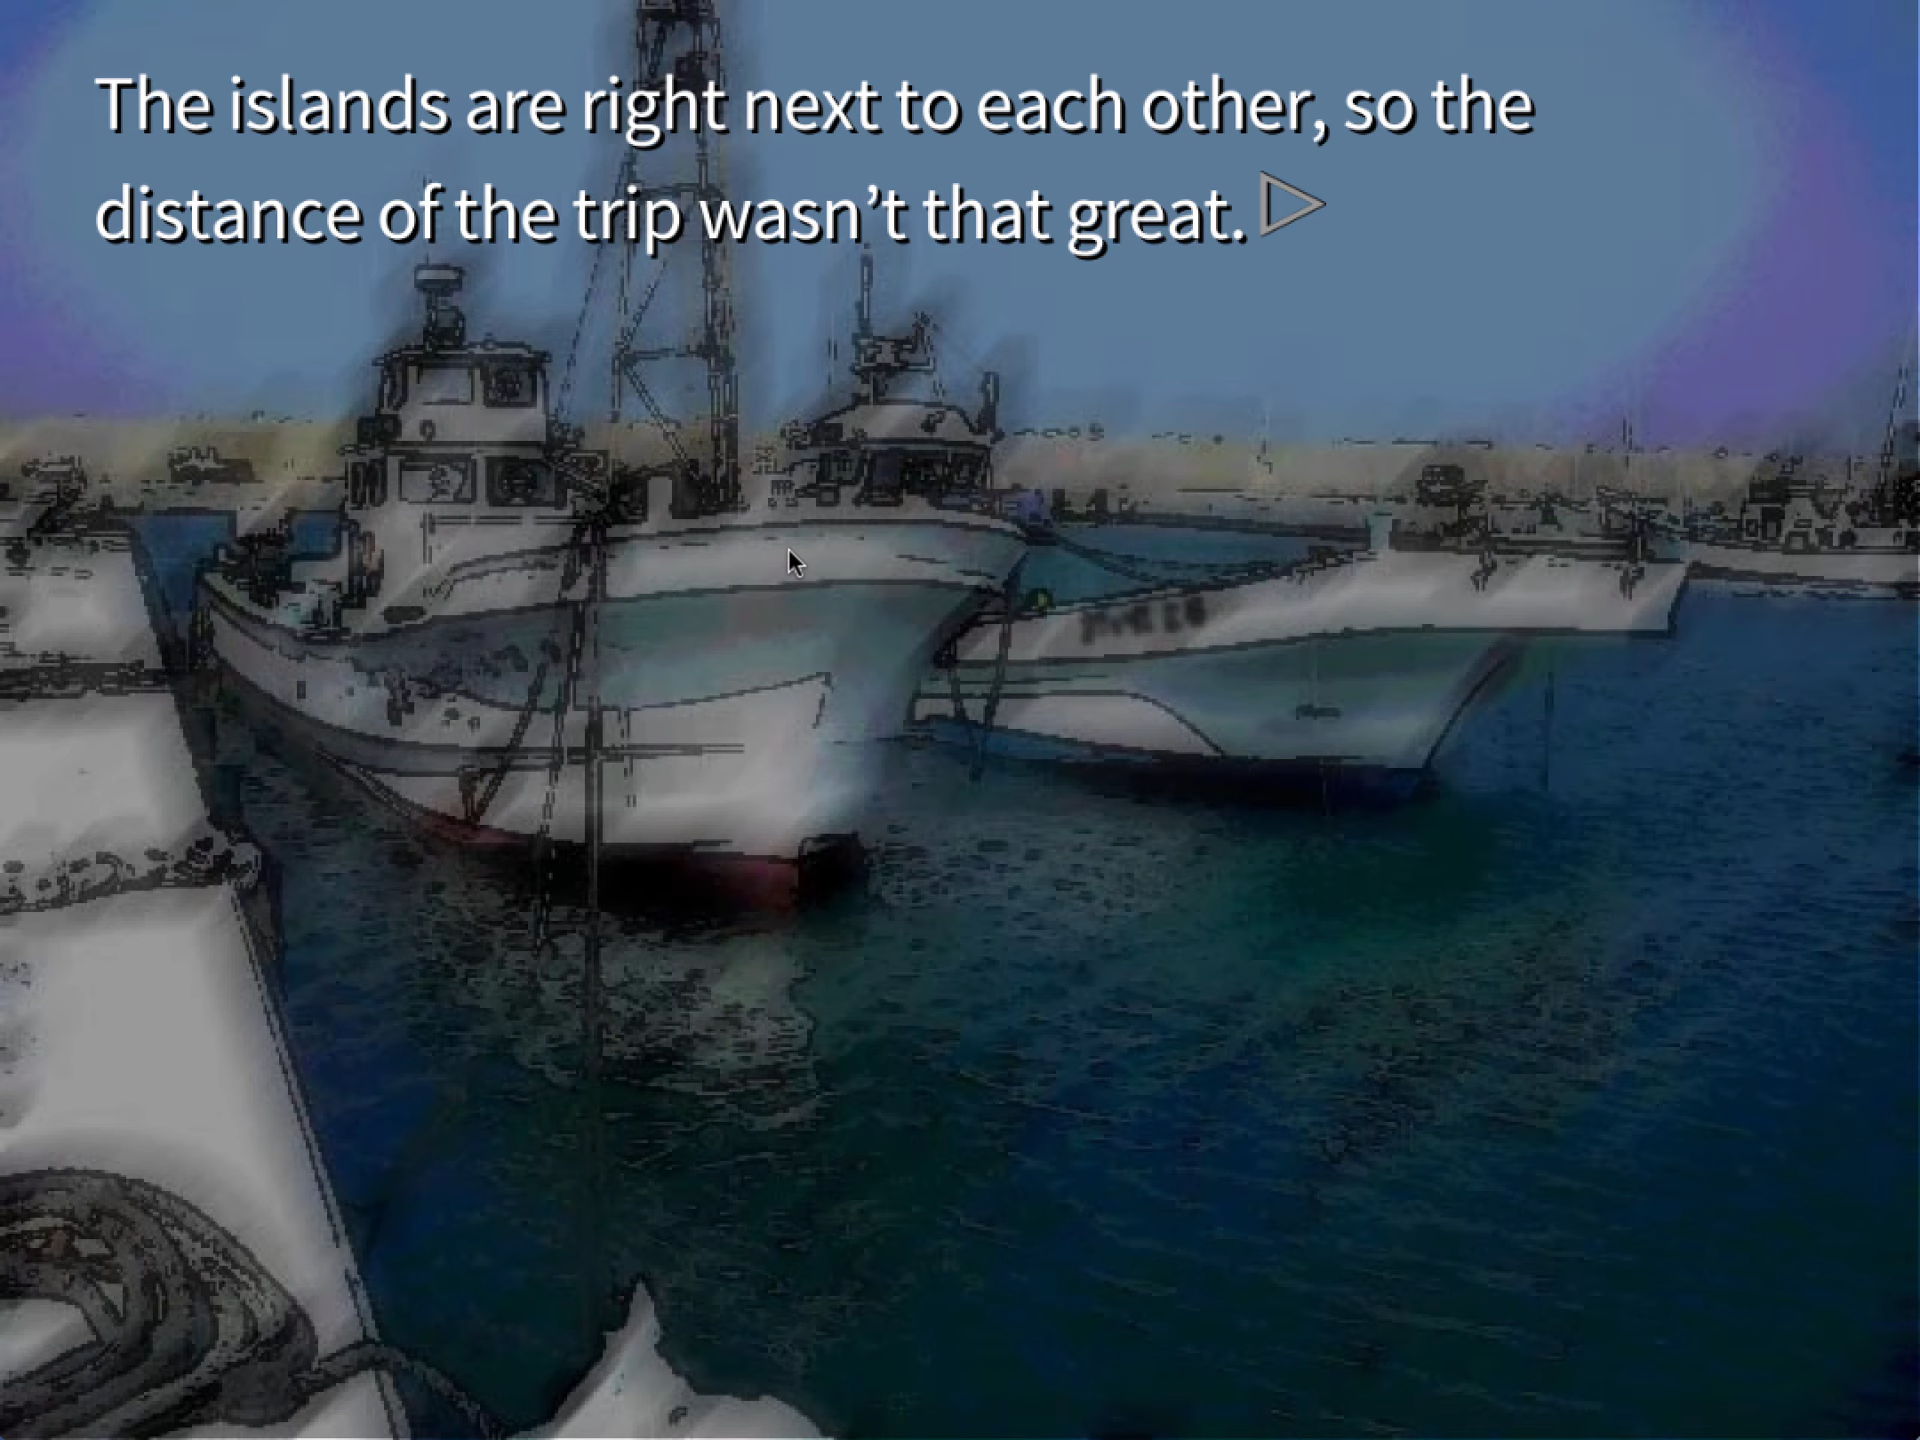 The islands are right next to each other, so the
distance of the trip wasn’t that great.